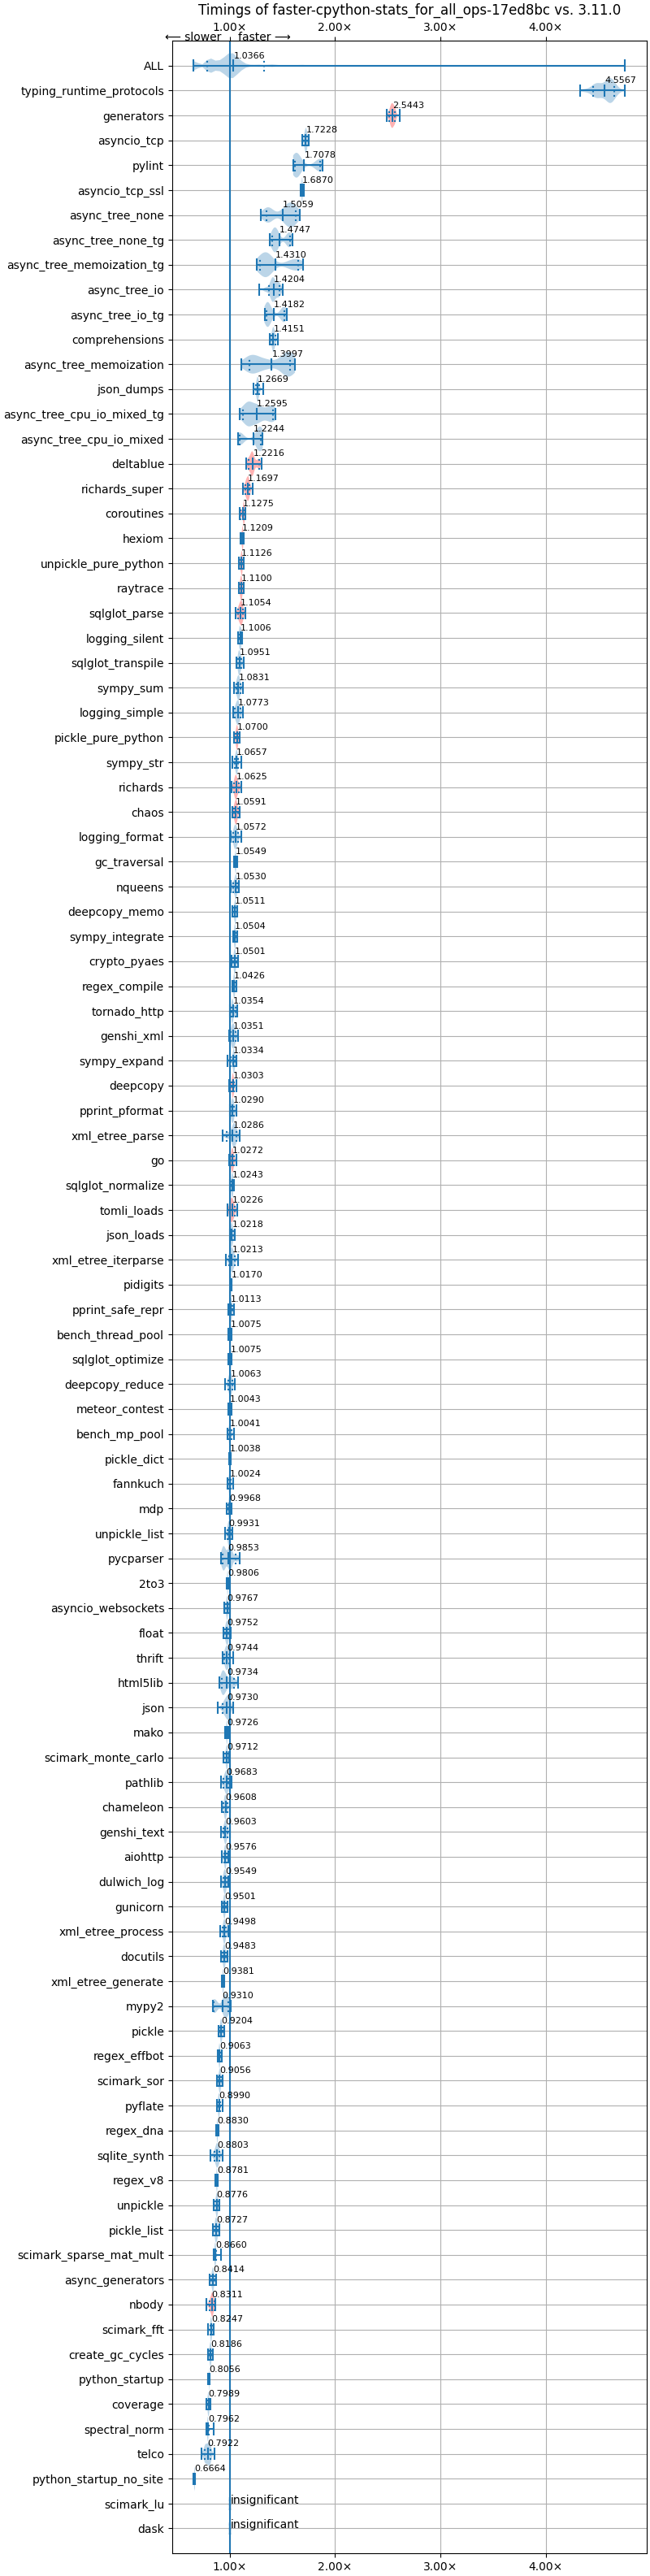 Timings of faster-cpython-stats_for_all_ops-17ed8bc vs. 3.11.0
1.00× 2.00× 3.00× 4.00×
⟵ slower faster ⟶
ALL 1.0366
typing_runtime_protocols 4.5567
generators 2.5443
asyncio_tcp 1.7228
pylint 1.7078
asyncio_tcp_ssl 1.6870
async_tree_none 1.5059
async_tree_none_tg 1.4747
async_tree_memoization_tg 1.4310
async_tree_io 1.4204
async_tree_io_tg 1.4182
comprehensions 1.4151
async_tree_memoization 1.3997
json_dumps 1.2669
async_tree_cpu_io_mixed_tg 1.2595
async_tree_cpu_io_mixed 1.2244
deltablue 1.2216
richards_super 1.1697
coroutines 1.1275
hexiom 1.1209
unpickle_pure_python 1.1126
raytrace 1.1100
sqlglot_parse 1.1054
logging_silent 1.1006
sqlglot_transpile 1.0951
sympy_sum 1.0831
logging_simple 1.0773
pickle_pure_python 1.0700
sympy_str 1.0657
richards 1.0625
chaos 1.0591
logging_format 1.0572
gc_traversal 1.0549
nqueens 1.0530
deepcopy_memo 1.0511
sympy_integrate 1.0504
crypto_pyaes 1.0501
regex_compile 1.0426
tornado_http 1.0354
genshi_xml 1.0351
sympy_expand 1.0334
deepcopy 1.0303
pprint_pformat 1.0290
xml_etree_parse 1.0286
go 1.0272
sqlglot_normalize 1.0243
tomli_loads 1.0226
json_loads 1.0218
xml_etree_iterparse 1.0213
pidigits 1.0170
pprint_safe_repr 1.0113
bench_thread_pool 1.0075
sqlglot_optimize 1.0075
deepcopy_reduce 1.0063
meteor_contest 1.0043
bench_mp_pool 1.0041
pickle_dict 1.0038
fannkuch 1.0024
mdp 0.9968
unpickle_list 0.9931
pycparser 0.9853
2to3 0.9806
asyncio_websockets 0.9767
float 0.9752
thrift 0.9744
html5lib 0.9734
json 0.9730
mako 0.9726
scimark_monte_carlo 0.9712
pathlib 0.9683
chameleon 0.9608
genshi_text 0.9603
aiohttp 0.9576
dulwich_log 0.9549
gunicorn 0.9501
xml_etree_process 0.9498
docutils 0.9483
xml_etree_generate 0.9381
mypy2 0.9310
pickle 0.9204
regex_effbot 0.9063
scimark_sor 0.9056
pyflate 0.8990
regex_dna 0.8830
sqlite_synth 0.8803
regex_v8 0.8781
unpickle 0.8776
pickle_list 0.8727
scimark_sparse_mat_mult 0.8660
async_generators 0.8414
nbody 0.8311
scimark_fft 0.8247
create_gc_cycles 0.8186
python_startup 0.8056
coverage 0.7989
spectral_norm 0.7962
telco 0.7922
python_startup_no_site 0.6664
scimark_lu insignificant
dask insignificant
1.00× 2.00× 3.00× 4.00×